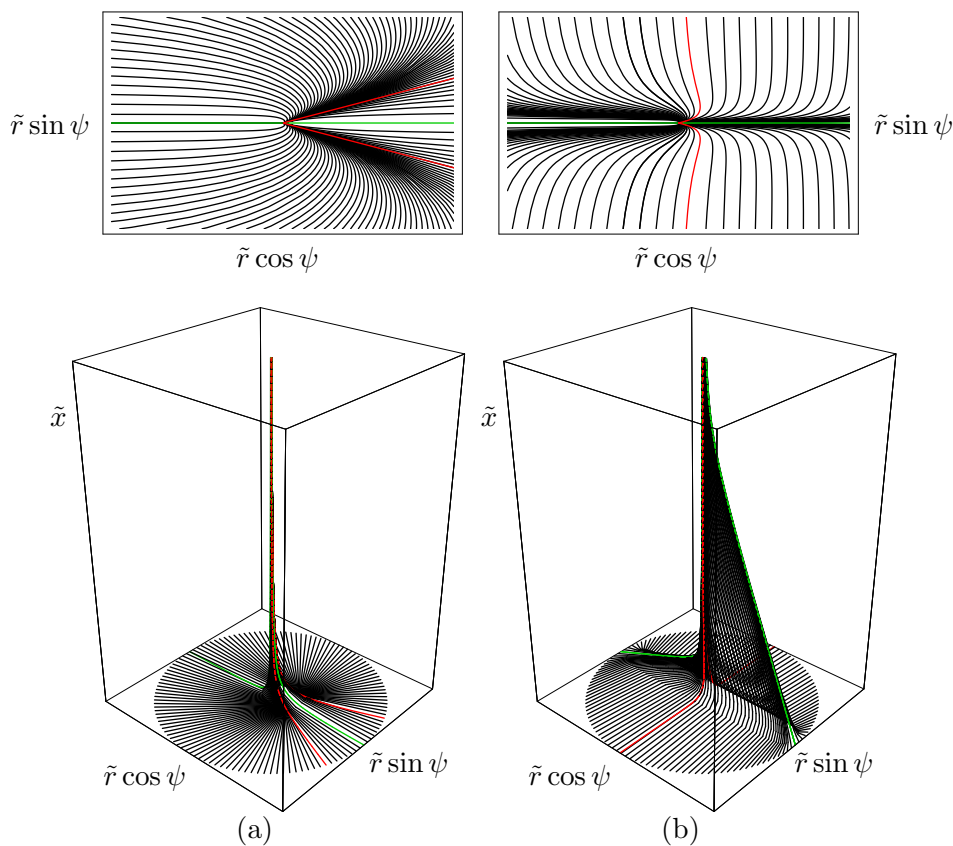 r̃ sin ψ
r̃ cos ψ
r̃ sin ψ
r̃ cos ψ
x̃
r̃ cos ψ
r̃ sin ψ
x̃
r̃ cos ψ
r̃ sin ψ
(a)
(b)